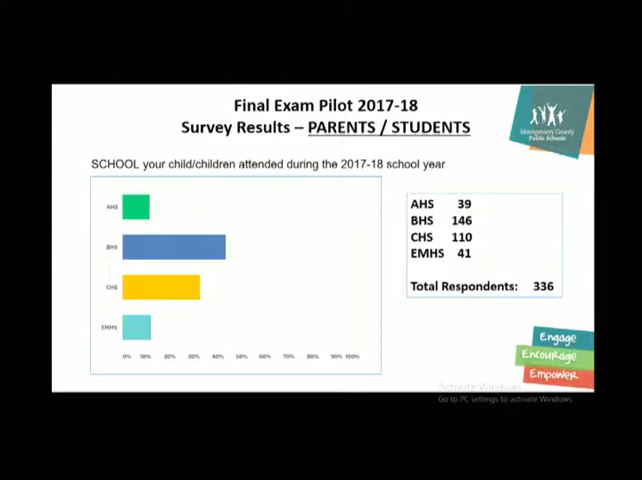 Final Exam Pilot 2017-18
Survey Results – PARENTS / STUDENTS
Montgomery County
Public Schools
SCHOOL your child/children attended during the 2017-18 school year
AHS
BHS
CHS
EMHS
0% 10% 20% 30% 40% 50% 60% 70% 80% 90% 100%
AHS 39
BHS 146
CHS 110
EMHS 41
Total Respondents: 336
Engage
Encourage
Empower
Activate Windows
Go to PC settings to activate Windows.